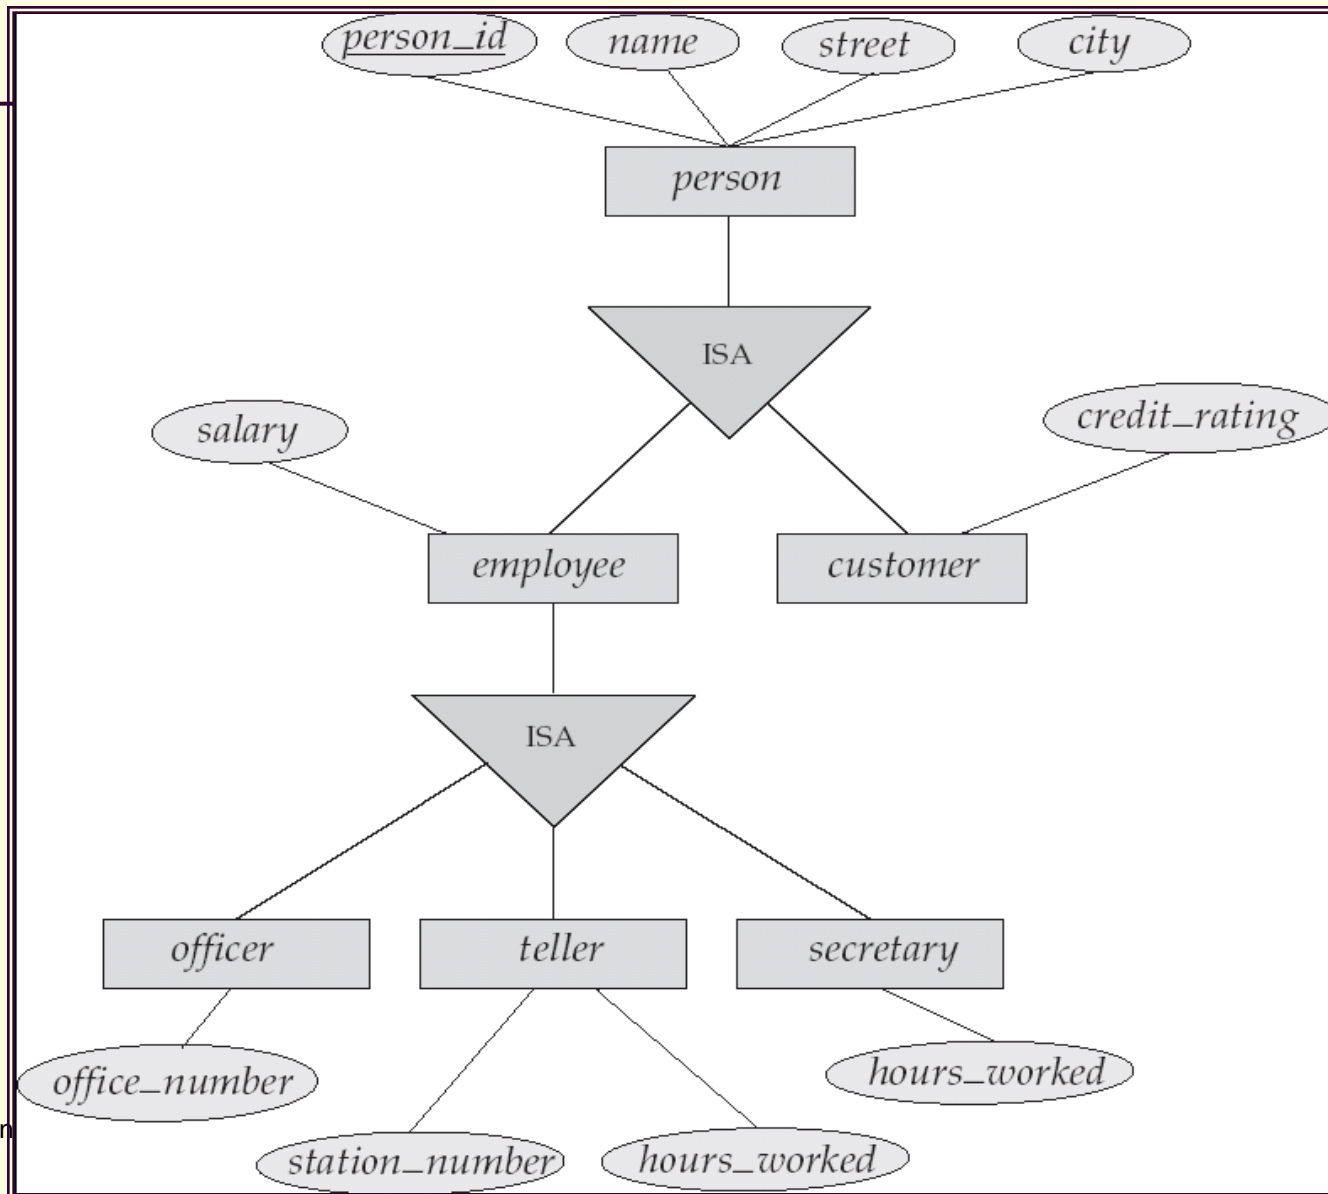 person_id name street city
person
ISA
salary credit_rating
employee customer
ISA
officer teller secretary
office_number hours_worked
n
station_number hours_worked